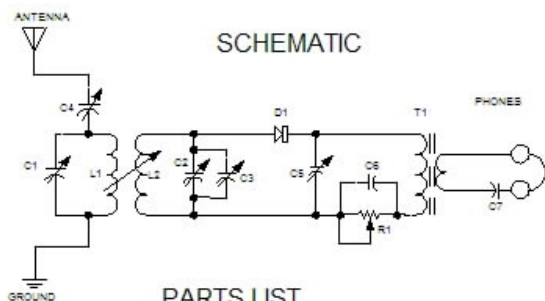 ANTENNA
SCHEMATIC
C4
D1
T1
PHONES
C1
L1
L2
C2
C3
C5
C6
C7
R1
GROUND
PARTS LIST